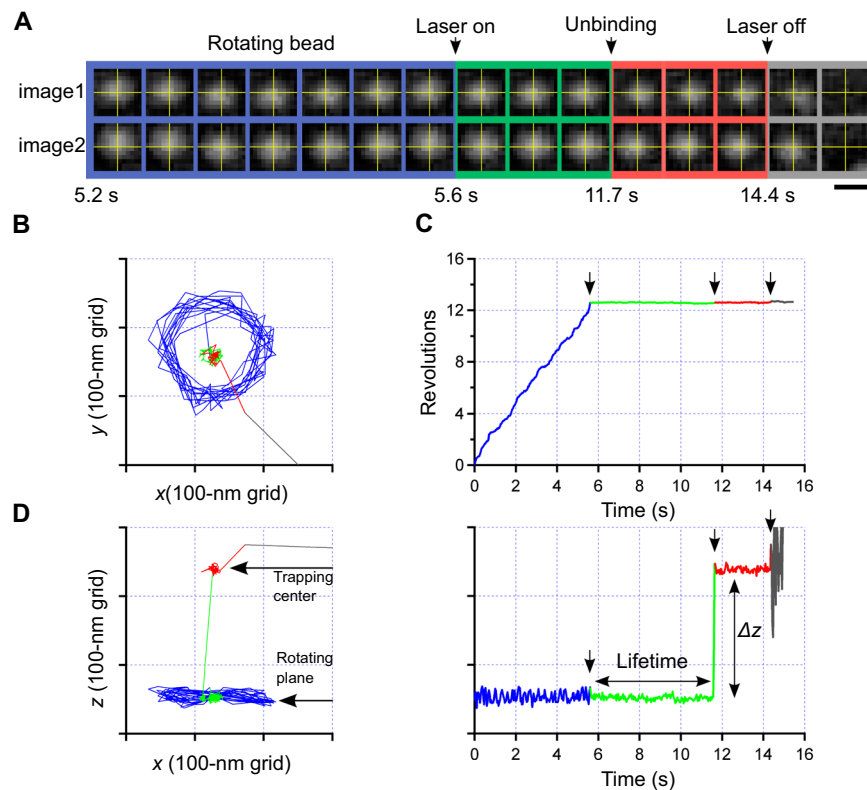 A
Laser on
Unbinding
Laser off
Rotating bead
image1
image2
5.2 s
5.6 s
11.7 s
14.4 s
B
y (100-nm grid)
x(100-nm grid)
C
Revolutions
16
12
8
4
0
0 2 4 6 8 10 12 14 16
Time (s)
D
z (100-nm grid)
Trapping
center
Rotating
plane
x (100-nm grid)
Lifetime
Δz
0 2 4 6 8 10 12 14 16
Time (s)